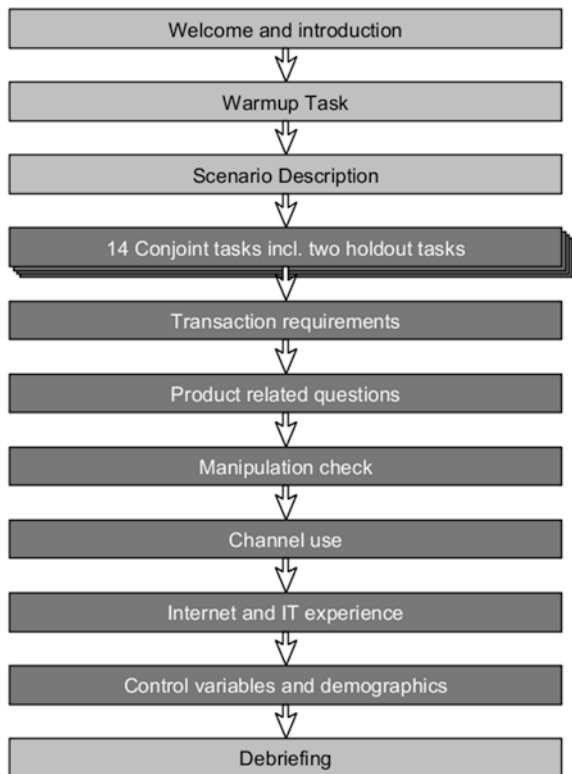 Welcome and introduction
Warmup Task
Scenario Description
14 Conjoint tasks incl. two holdout tasks
Transaction requirements
Product related questions
Manipulation check
Channel use
Internet and IT experience
Control variables and demographics
Debriefing